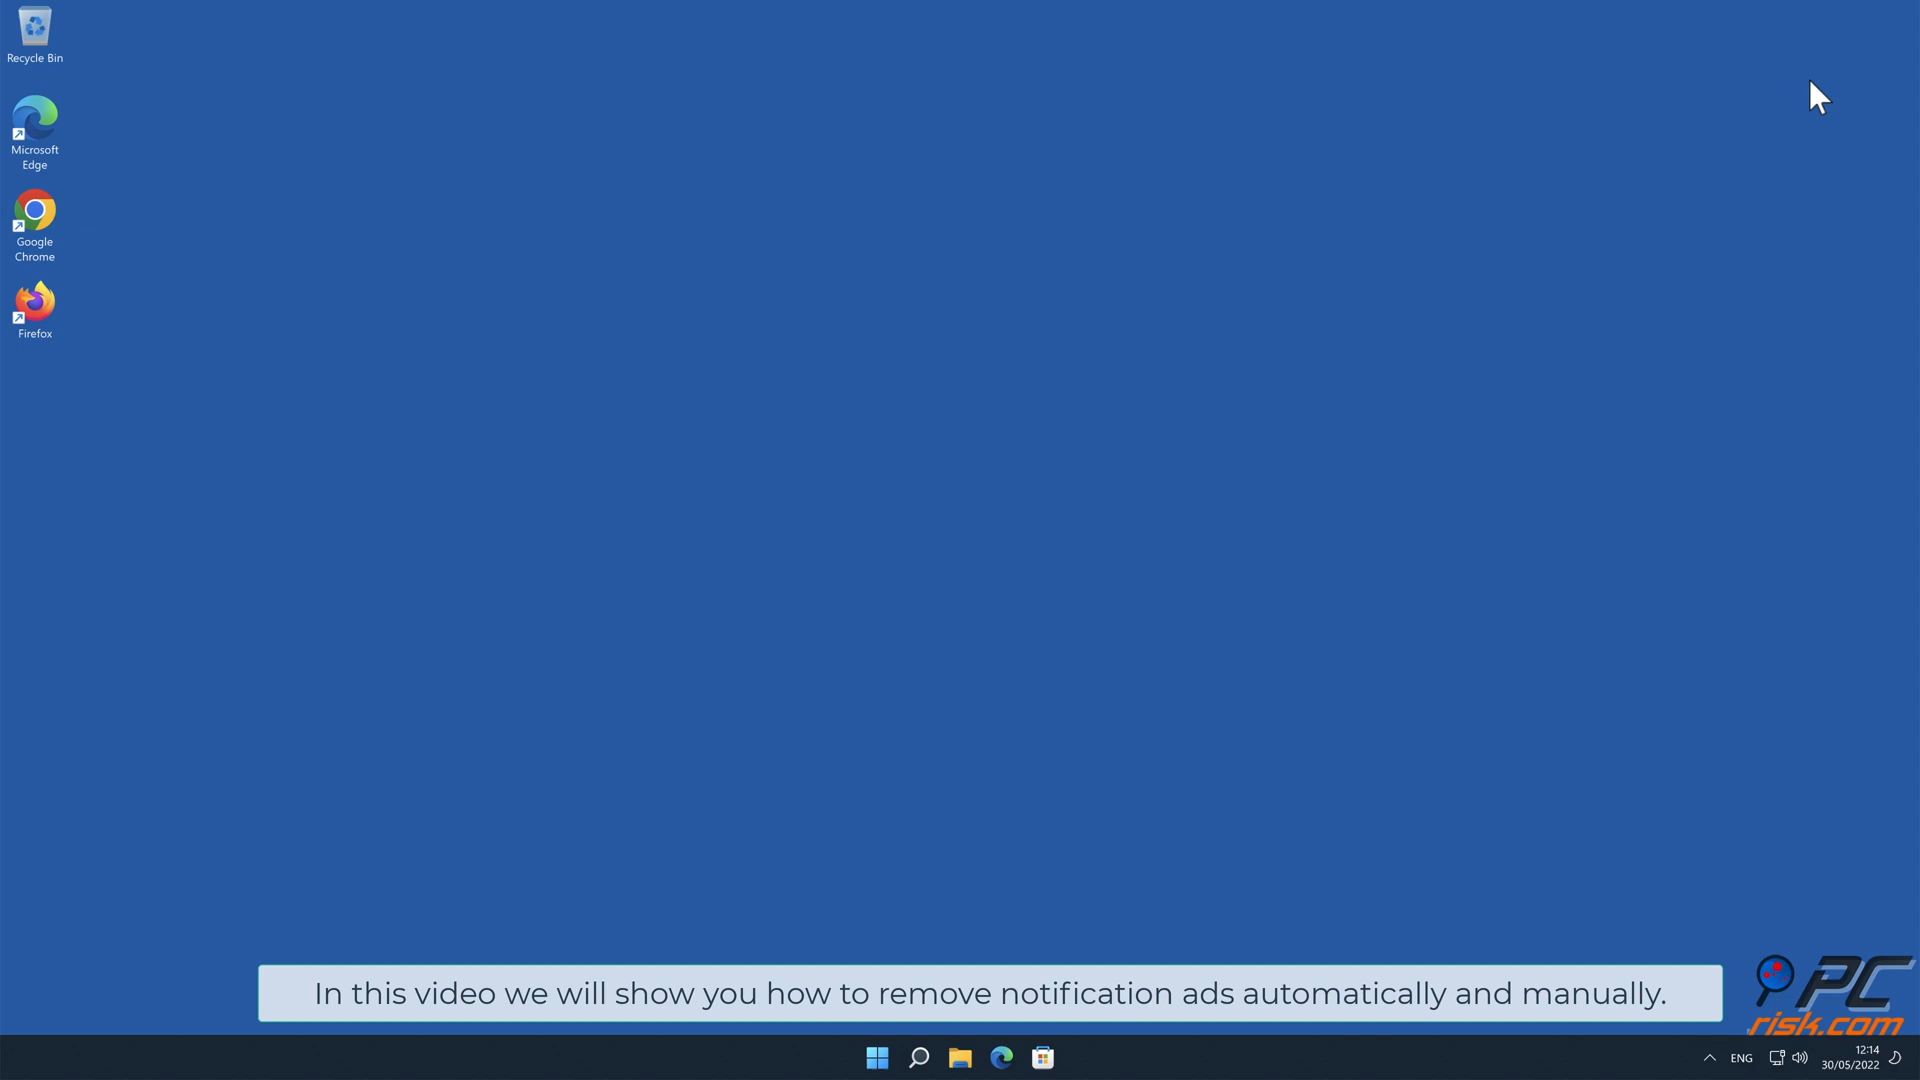 Recycle Bin
Microsoft
Edge
Google
Chrome
Firefox
In this video we will show you how to remove notification ads automatically and manually.
PC
risk.com
ENG
12:14
30/05/2022